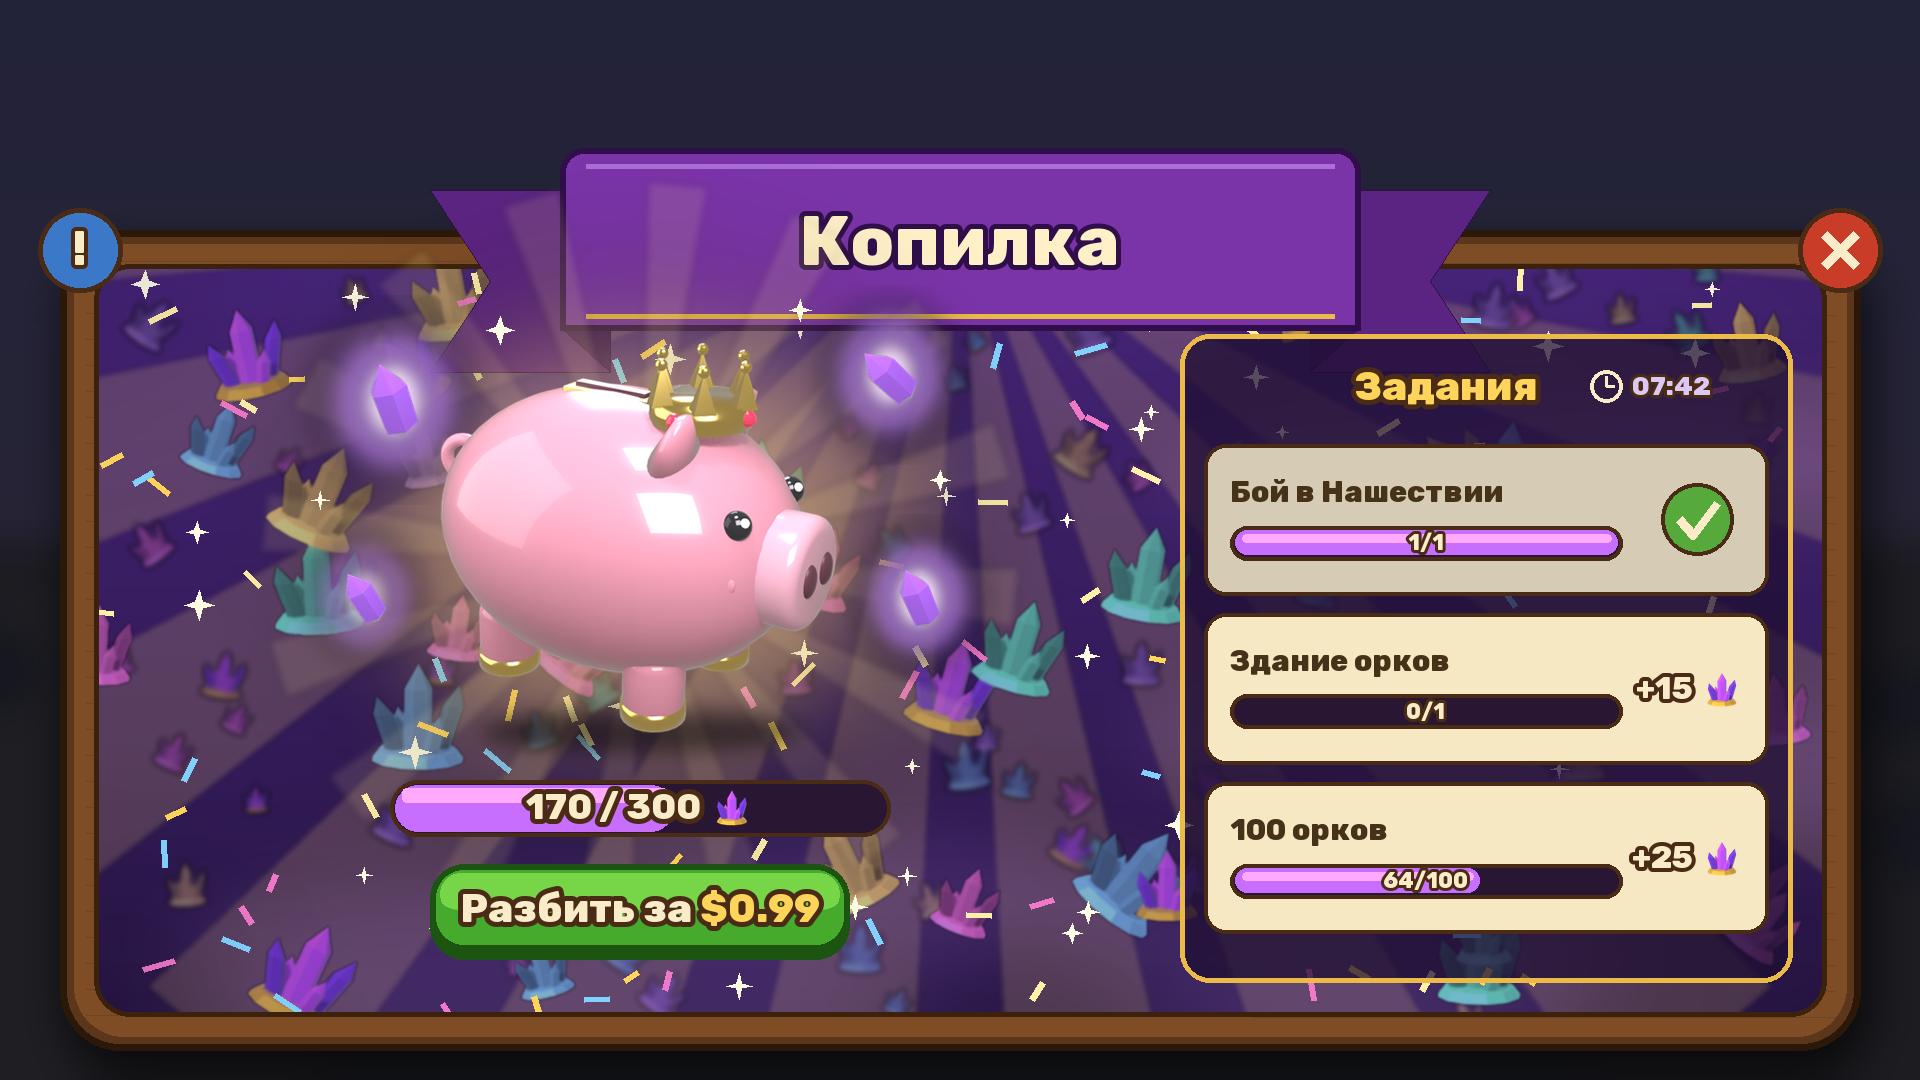 !
Копилка
Задания
07:42
Бой в Нашествии
1/1
Здание орков
0/1
+15
100 орков
64/100
+25
170 / 300
Разбить за $0.99